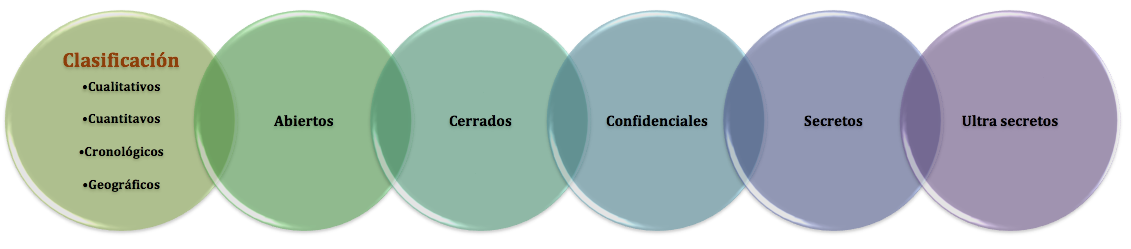 Clasificación
•Cualitativos
•Cuantitavos
•Cronológicos
•Geográficos
Abiertos
Cerrados
Confidenciales
Secretos
Ultra secretos